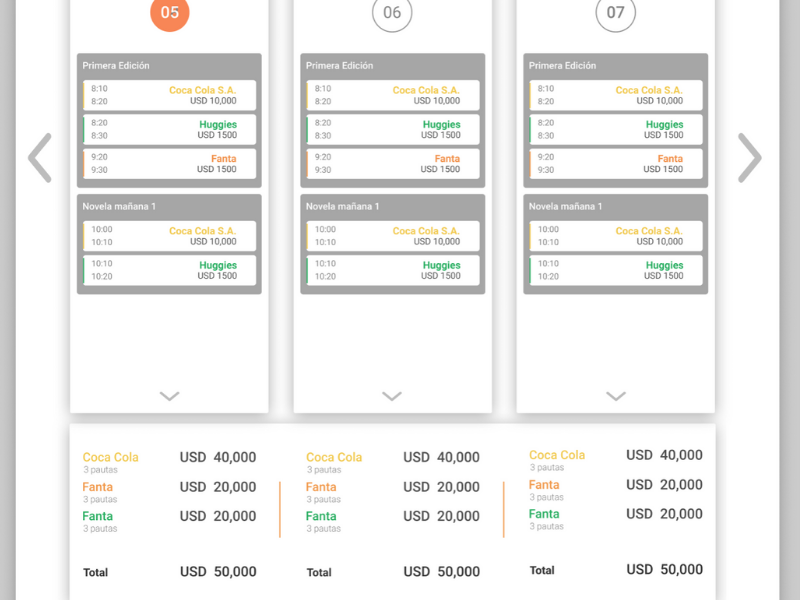 05
Primera Edición
8:10 Coca Cola S.A.
8:20 USD 10,000
8:20 Huggies
8:30 USD 1500
9:20 Fanta
9:30 USD 1500
Novela mañana 1
10:00 Coca Cola S.A.
10:10 USD 10,000
10:10 Huggies
10:20 USD 1500
06
Primera Edición
8:10 Coca Cola S.A.
8:20 USD 10,000
8:20 Huggies
8:30 USD 1500
9:20 Fanta
9:30 USD 1500
Novela mañana 1
10:00 Coca Cola S.A.
10:10 USD 10,000
10:10 Huggies
10:20 USD 1500
07
Primera Edición
8:10 Coca Cola S.A.
8:20 USD 10,000
8:20 Huggies
8:30 USD 1500
9:20 Fanta
9:30 USD 1500
Novela mañana 1
10:00 Coca Cola S.A.
10:10 USD 10,000
10:10 Huggies
10:20 USD 1500
Coca Cola USD 40,000
3 pautas
Fanta USD 20,000
3 pautas
Fanta USD 20,000
3 pautas
Total USD 50,000
Coca Cola USD 40,000
3 pautas
Fanta USD 20,000
3 pautas
Fanta USD 20,000
3 pautas
Total USD 50,000
Coca Cola USD 40,000
3 pautas
Fanta USD 20,000
3 pautas
Fanta USD 20,000
3 pautas
Total USD 50,000